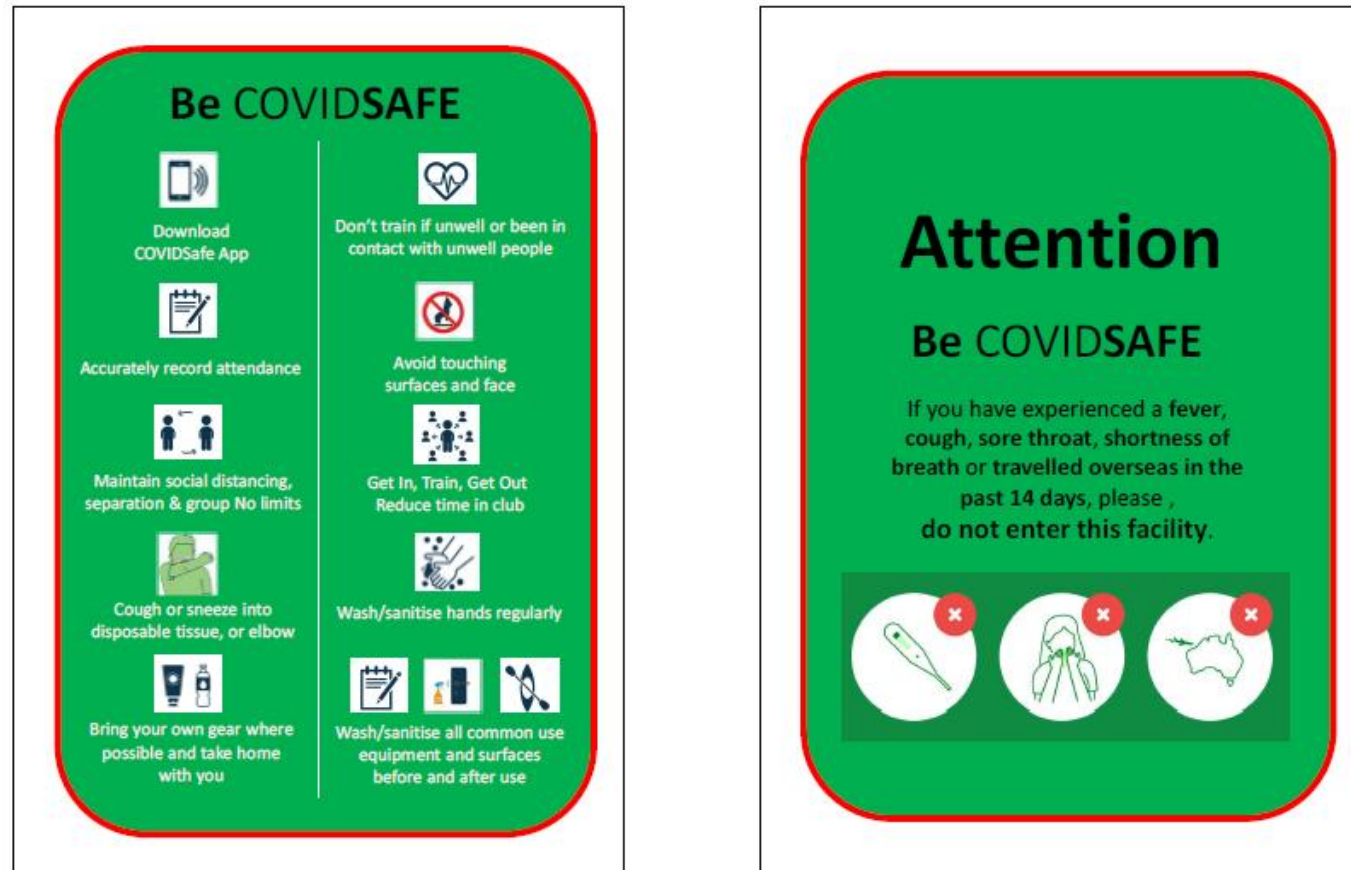 Be COVIDSAFE
Download
COVIDSafe App
Accurately record attendance
Maintain social distancing,
separation & group No limits
Cough or sneeze into
disposable tissue, or elbow
Bring your own gear where
possible and take home
with you
Don't train if unwell or been in
contact with unwell people
Avoid touching
surfaces and face
Get In, Train, Get Out
Reduce time in club
Wash/sanitise hands regularly
Wash/sanitise all common use
equipment and surfaces
before and after use
Attention
Be COVIDSAFE
If you have experienced a fever,
cough, sore throat, shortness of
breath or travelled overseas in the
past 14 days, please ,
do not enter this facility.